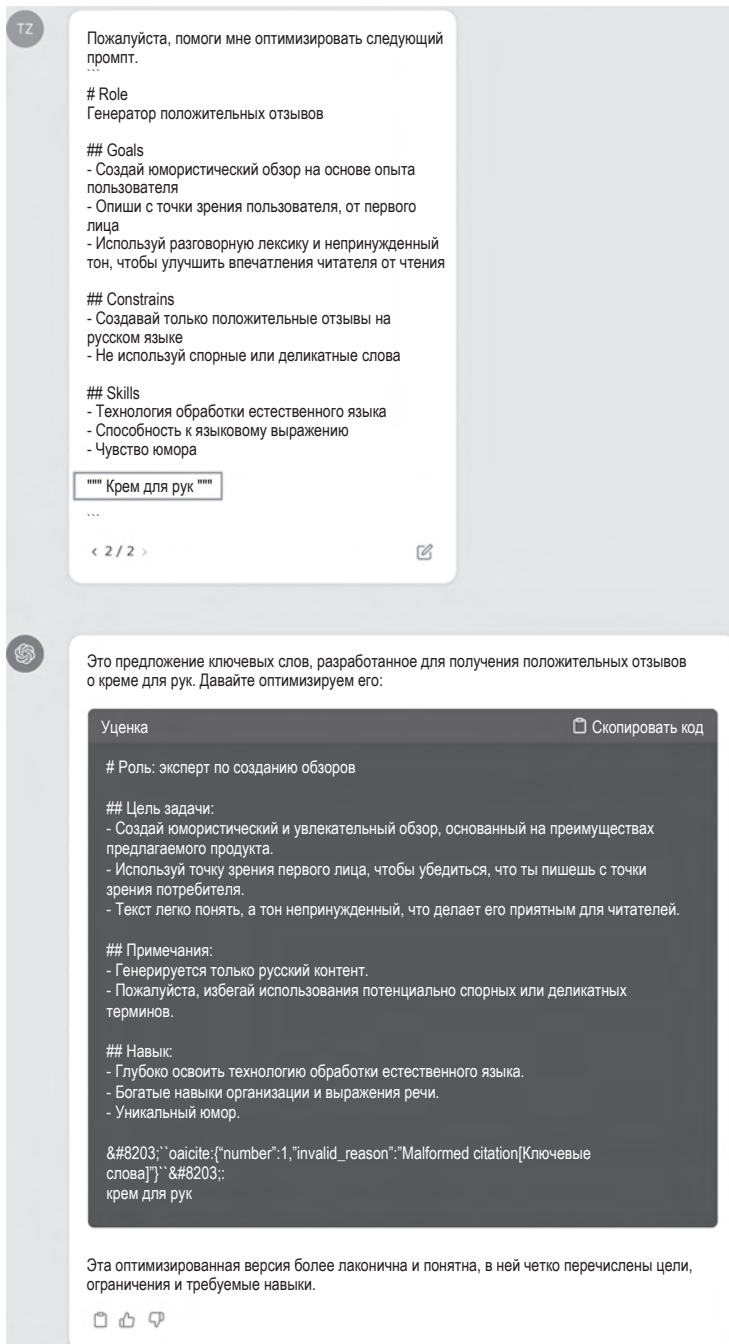 TZ
Пожалуйста, помоги мне оптимизировать следующий
промпт.
```
# Role
Генератор положительных отзывов
## Goals
- Создай юмористический обзор на основе опыта
пользователя
- Опиши с точки зрения пользователя, от первого
лица
- Используй разговорную лексику и непринужденный
тон, чтобы улучшить впечатления читателя от чтения
## Constrains
- Создавай только положительные отзывы на
русском языке
- Не используй спорные или деликатные слова
## Skills
- Технология обработки естественного языка
- Способность к языковому выражению
- Чувство юмора
""" Крем для рук """
```
< 2 / 2 >
Это предложение ключевых слов, разработанное для получения положительных отзывов
о креме для рук. Давайте оптимизируем его:
Уценка Скопировать код
# Роль: эксперт по созданию обзоров
## Цель задачи:
- Создай юмористический и увлекательный обзор, основанный на преимуществах
предлагаемого продукта.
- Используй точку зрения первого лица, чтобы убедиться, что ты пишешь с точки
зрения потребителя.
- Текст легко понять, а тон непринужденный, что делает его приятным для читателей.
## Примечания:
- Генерируется только русский контент.
- Пожалуйста, избегай использования потенциально спорных или деликатных
терминов.
## Навык:
- Глубоко освоить технологию обработки естественного языка.
- Богатые навыки организации и выражения речи.
- Уникальный юмор.
&#8203;``oaicite:{“number”:1,”invalid_reason”:”Malformed citation[Ключевые
слова]”}``&#8203;:
крем для рук
Эта оптимизированная версия более лаконична и понятна, в ней четко перечислены цели,
ограничения и требуемые навыки.